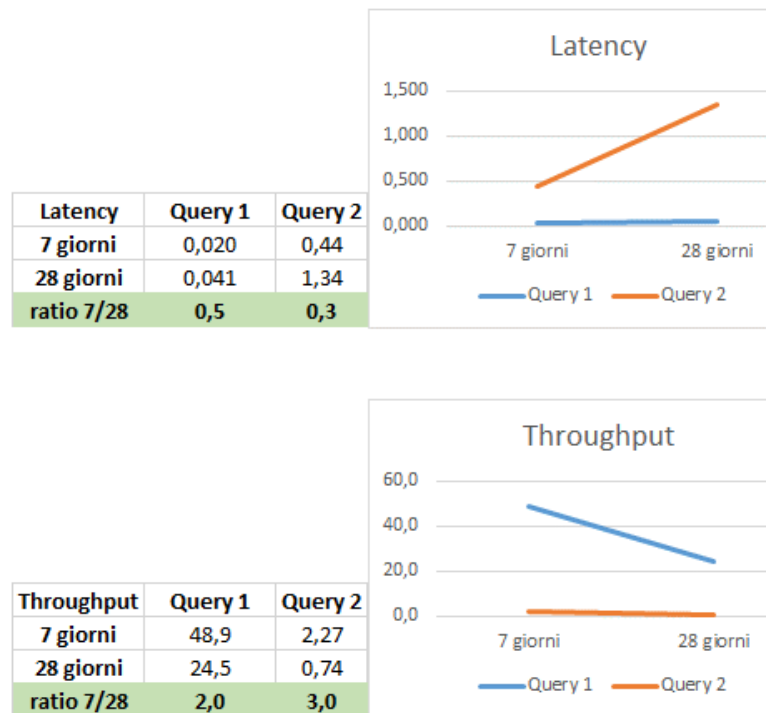 Latency
1,500
1,000
0,500
0,000
7 giorni 28 giorni
Query 1 Query 2
Latency Query 1 Query 2
7 giorni 0,020 0,44
28 giorni 0,041 1,34
ratio 7/28 0,5 0,3
Throughput
60,0
40,0
20,0
0,0
7 giorni 28 giorni
Query 1 Query 2
Throughput Query 1 Query 2
7 giorni 48,9 2,27
28 giorni 24,5 0,74
ratio 7/28 2,0 3,0